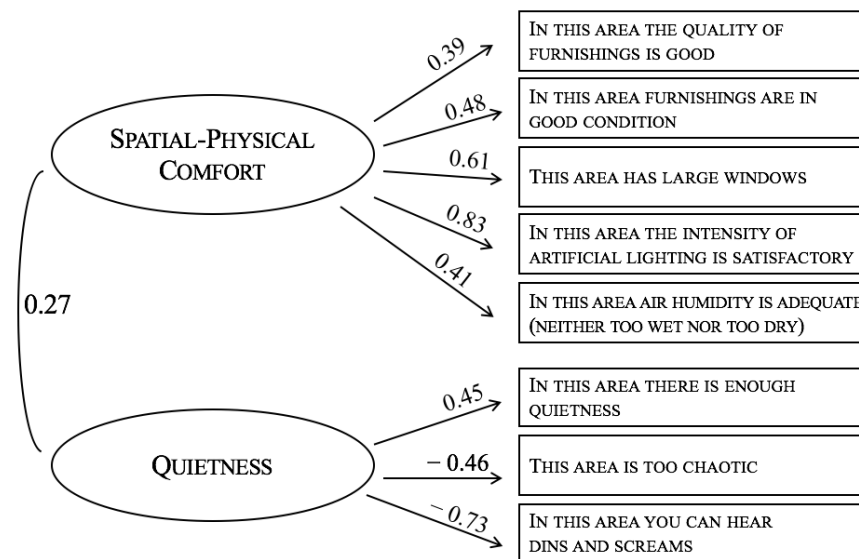 SPATIAL-PHYSICAL
COMFORT
0.39
0.48
0.61
0.83
0.41
IN THIS AREA THE QUALITY OF
FURNISHINGS IS GOOD
IN THIS AREA FURNISHINGS ARE IN
GOOD CONDITION
THIS AREA HAS LARGE WINDOWS
IN THIS AREA THE INTENSITY OF
ARTIFICIAL LIGHTING IS SATISFACTORY
IN THIS AREA AIR HUMIDITY IS ADEQUATE
(NEITHER TOO WET NOR TOO DRY)
0.27
QUIETNESS
0.45
− 0.46
− 0.73
IN THIS AREA THERE IS ENOUGH
QUIETNESS
THIS AREA IS TOO CHAOTIC
IN THIS AREA YOU CAN HEAR
DINS AND SCREAMS